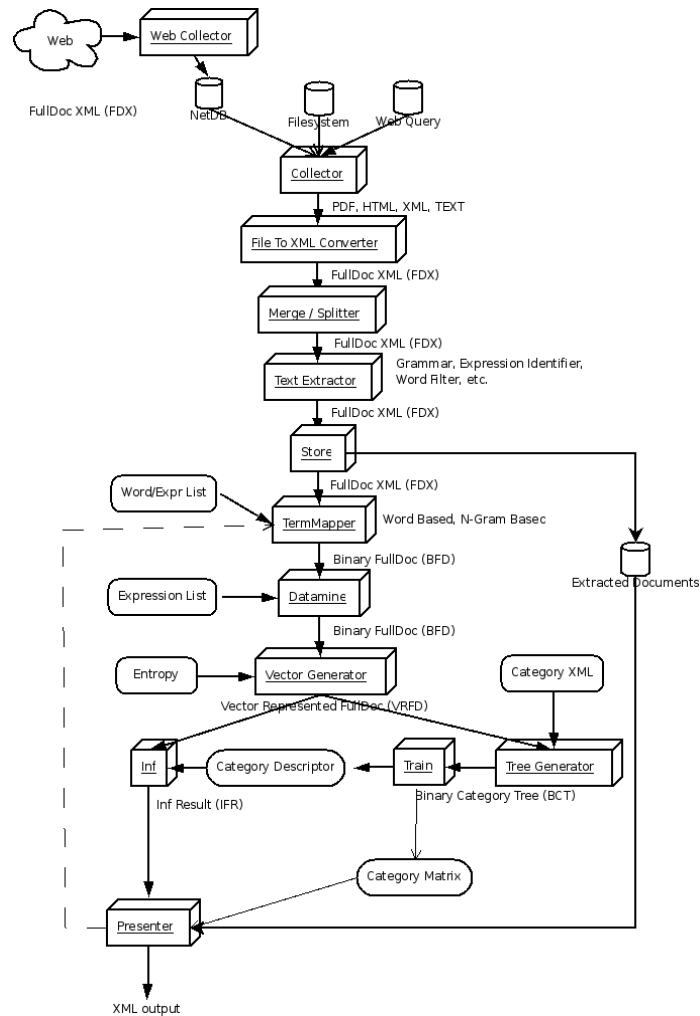 Web
Web Collector
FullDoc XML (FDX)
NetDB
Filesystem
Web Query
Collector
PDF, HTML, XML, TEXT
File To XML Converter
FullDoc XML (FDX)
Merge / Splitter
FullDoc XML (FDX)
Grammar, Expression Identifier,
Word Filter, etc.
Text Extractor
FullDoc XML (FDX)
Store
FullDoc XML (FDX)
Word/Expr List
TermMapper
Word Based, N-Gram Basec
Binary FullDoc (BFD)
Extracted Documents
Expression List
Datamine
Binary FullDoc (BFD)
Entropy
Vector Generator
Category XML
Vector Represented FullDoc (VRFD)
Inf
Category Descriptor
Train
Tree Generator
Inf Result (IFR)
Binary Category Tree (BCT)
Category Matrix
Presenter
XML output